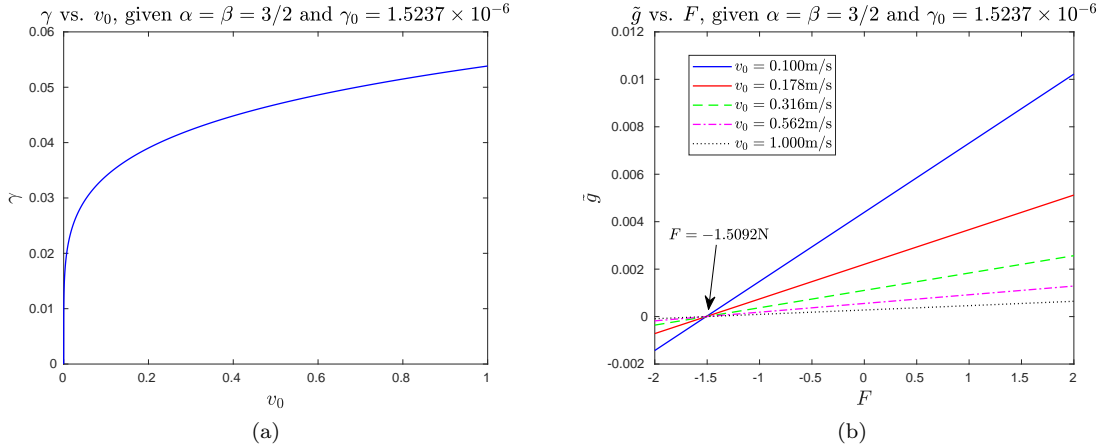 γ vs. v₀, given α = β = 3/2 and γ₀ = 1.5237 × 10⁻⁶
0.06
0.05
0.04
0.03
0.02
0.01
0
γ
0
0.2
0.4
0.6
0.8
1
v₀
(a)
g̃ vs. F, given α = β = 3/2 and γ₀ = 1.5237 × 10⁻⁶
0.012
0.01
0.008
0.006
0.004
0.002
0
-0.002
g̃
v₀ = 0.100m/s
v₀ = 0.178m/s
v₀ = 0.316m/s
v₀ = 0.562m/s
v₀ = 1.000m/s
F = −1.5092N
-2
-1.5
-1
-0.5
0
0.5
1
1.5
2
F
(b)